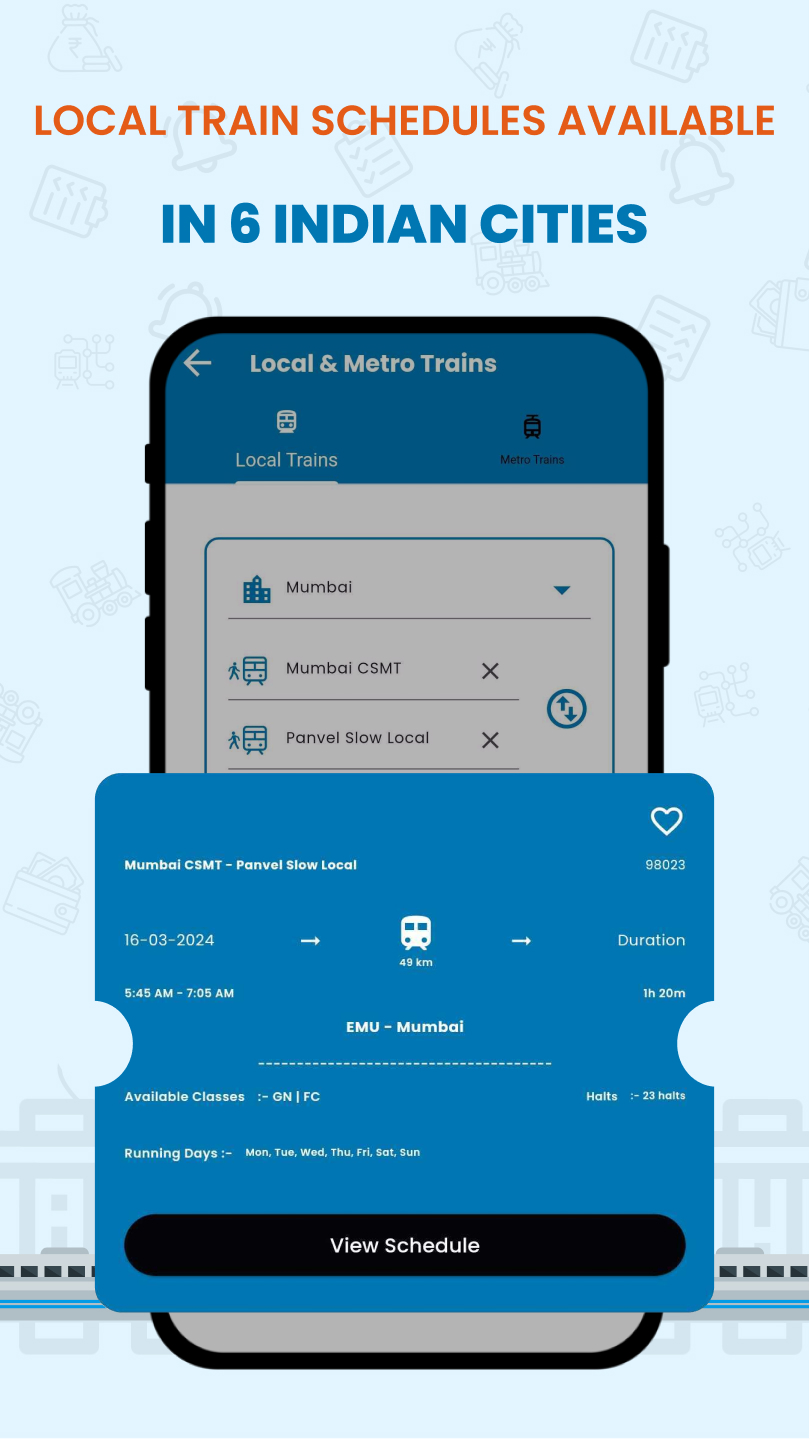 LOCAL TRAIN SCHEDULES AVAILABLE
IN 6 INDIAN CITIES
Local & Metro Trains
Local Trains
Metro Trains
Mumbai
Mumbai CSMT
Panvel Slow Local
Mumbai CSMT - Panvel Slow Local 98023
16-03-2024 Duration
49 km
5:45 AM - 7:05 AM 1h 20m
EMU - Mumbai
--------------------------------------
Available Classes :- GN | FC Halts :- 23 halts
Running Days :- Mon, Tue, Wed, Thu, Fri, Sat, Sun
View Schedule